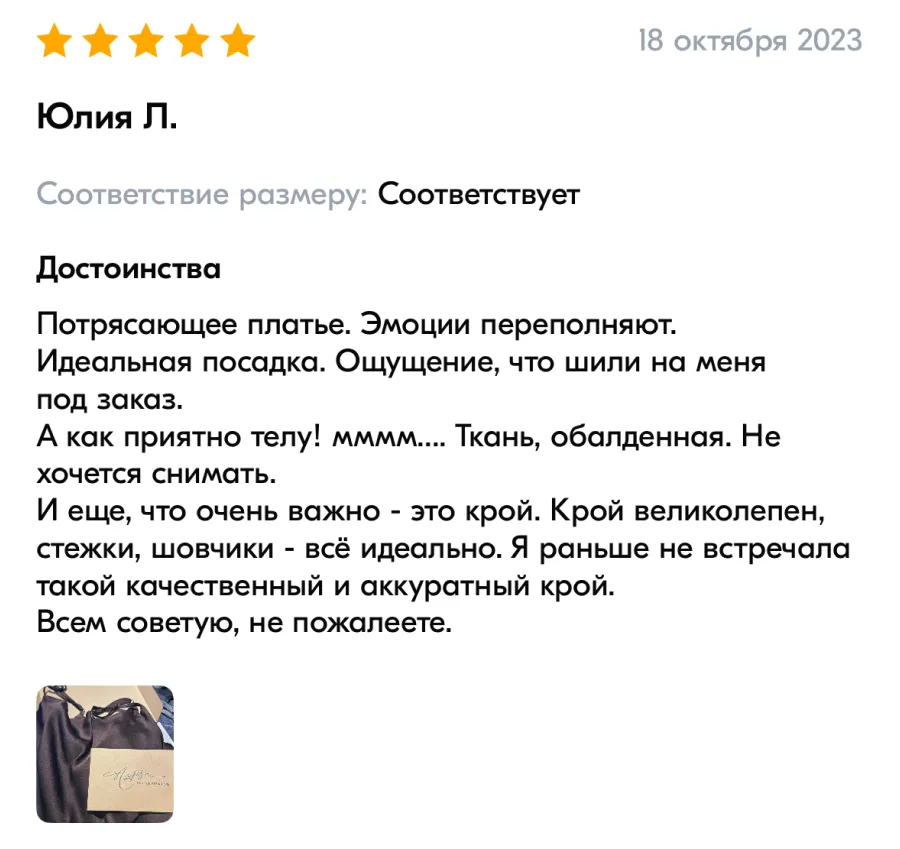 18 октября 2023
Юлия Л.
Соответствие размеру: Соответствует
Достоинства
Потрясающее платье. Эмоции переполняют.
Идеальная посадка. Ощущение, что шили на меня
под заказ.
А как приятно телу! мммм.... Ткань, обалденная. Не
хочется снимать.
И еще, что очень важно - это крой. Крой великолепен,
стежки, шовчики - всё идеально. Я раньше не встречала
такой качественный и аккуратный крой.
Всем советую, не пожалеете.